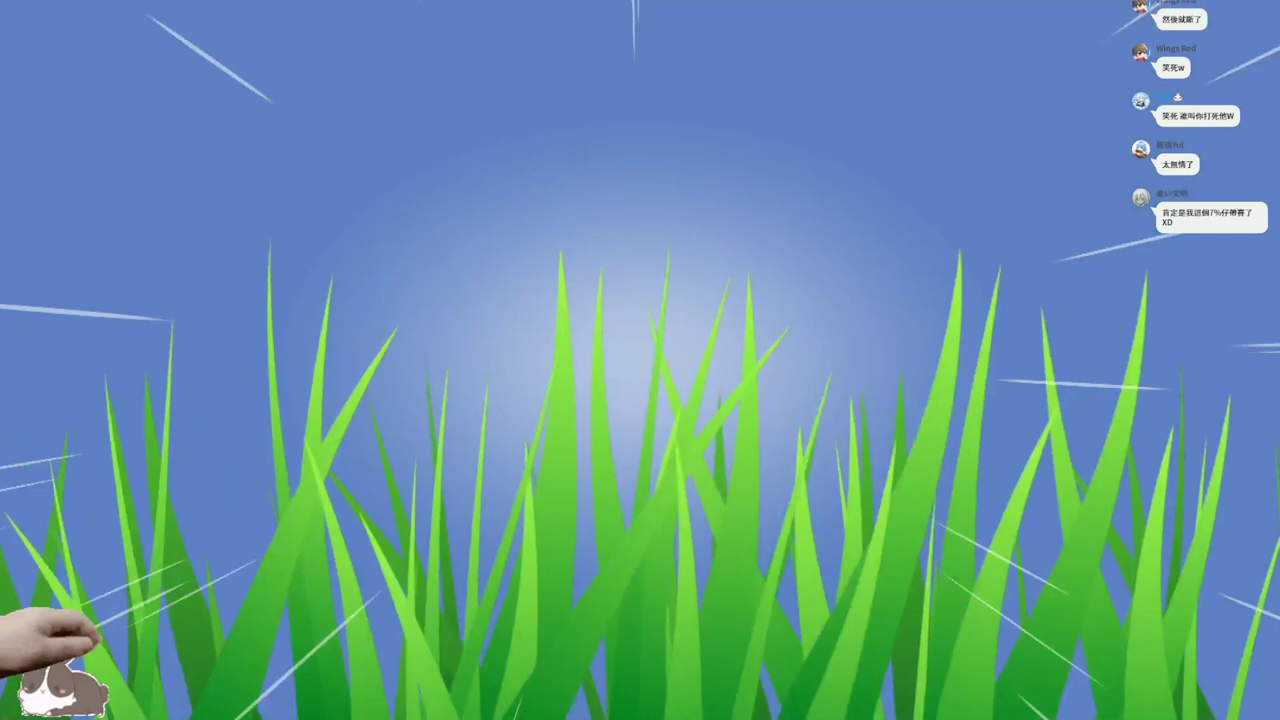 然後就斷了
Wings Red
笑死w
笑死 誰叫你打死他W
太無情了
肯定是我這個7%仔帶賽了
XD